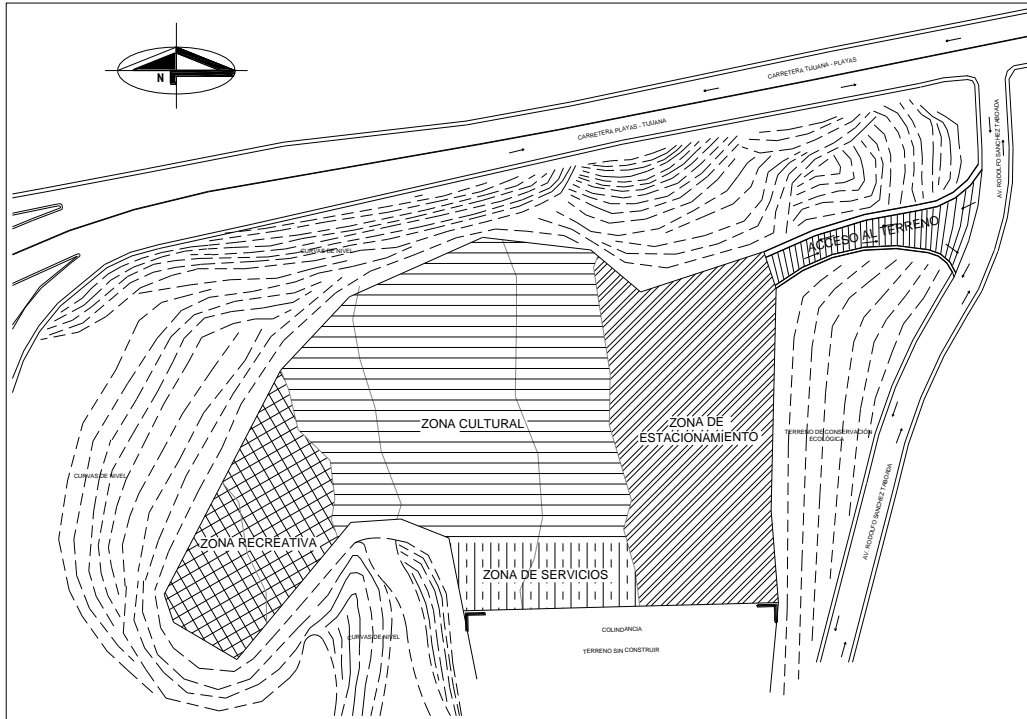 N
CARRETERA TIJUANA - PLAYAS
CARRETERA PLAYAS - TIJUANA
AV. RODOLFO SANCHEZ TABOADA
ACCESO AL TERRENO
CURVAS DE NIVEL
ZONA CULTURAL
ZONA DE
ESTACIONAMIENTO
TERRENO DE CONSERVACIÓN
ECOLÓGICA
CURVAS DE NIVEL
AV. RODOLFO SANCHEZ TABOADA
ZONA RECREATIVA
ZONA DE SERVICIOS
CURVAS DE NIVEL
COLINDANCIA
TERRENO SIN CONSTRUIR